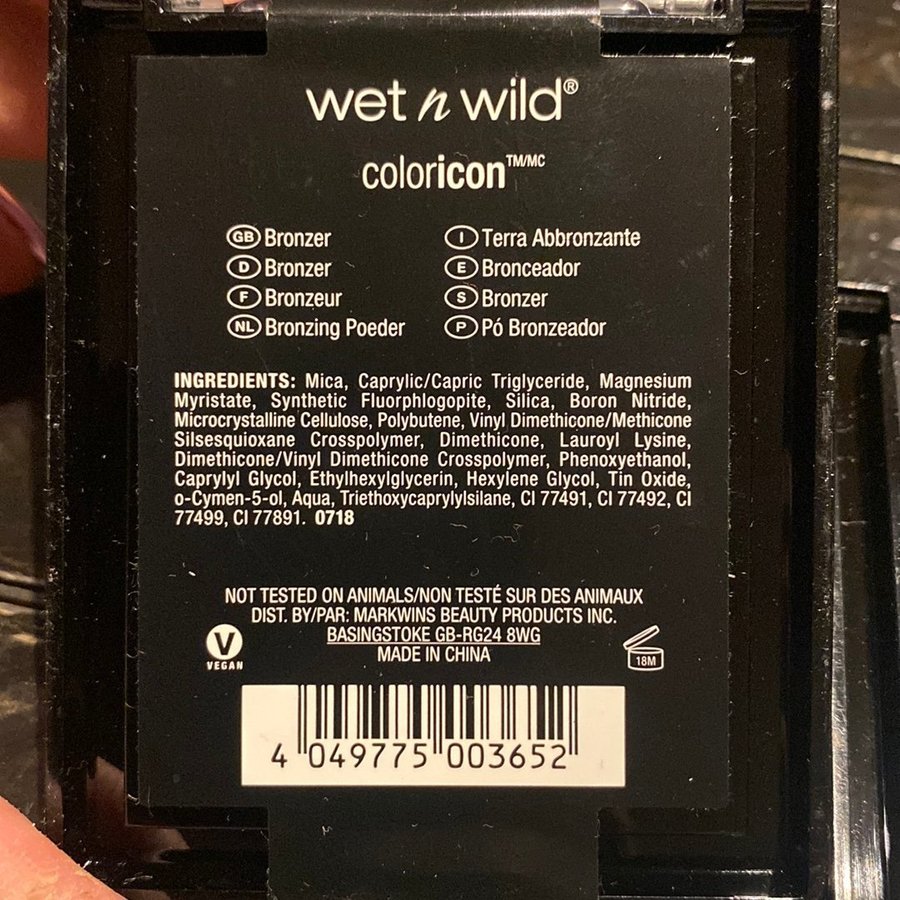 wet n wild®
coloricon™/MC
GB Bronzer
D Bronzer
F Bronzeur
NL Bronzing Poeder
I Terra Abbronzante
E Bronceador
S Bronzer
P Pó Bronzeador
INGREDIENTS: Mica, Caprylic/Capric Triglyceride, Magnesium
Myristate, Synthetic Fluorphlogopite, Silica, Boron Nitride,
Microcrystalline Cellulose, Polybutene, Vinyl Dimethicone/Methicone
Silsesquioxane Crosspolymer, Dimethicone, Lauroyl Lysine,
Dimethicone/Vinyl Dimethicone Crosspolymer, Phenoxyethanol,
Caprylyl Glycol, Ethylhexylglycerin, Hexylene Glycol, Tin Oxide,
o-Cymen-5-ol, Aqua, Triethoxycaprylylsilane, CI 77491, CI 77492, CI
77499, CI 77891. 0718
NOT TESTED ON ANIMALS/NON TESTÉ SUR DES ANIMAUX
DIST. BY/PAR: MARKWINS BEAUTY PRODUCTS INC.
BASINGSTOKE GB-RG24 8WG
MADE IN CHINA
V
VEGAN
18M
4 049775 003652